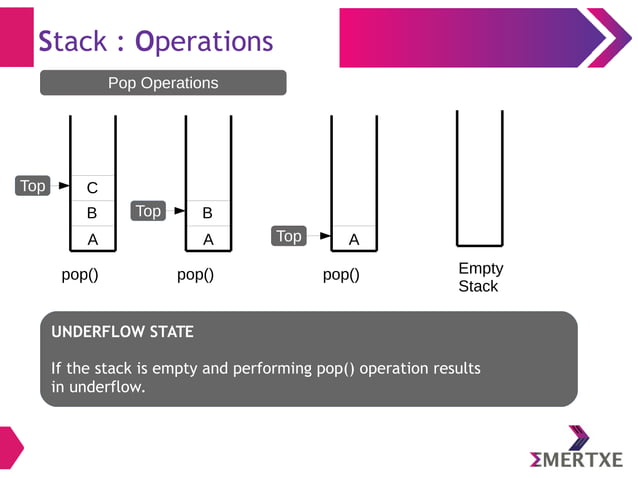 Stack : Operations
Pop Operations
Top
C
B
A
pop()
Top
B
A
pop()
Top
A
pop()
Empty
Stack
UNDERFLOW STATE
If the stack is empty and performing pop() operation results
in underflow.
ΣMERTXE